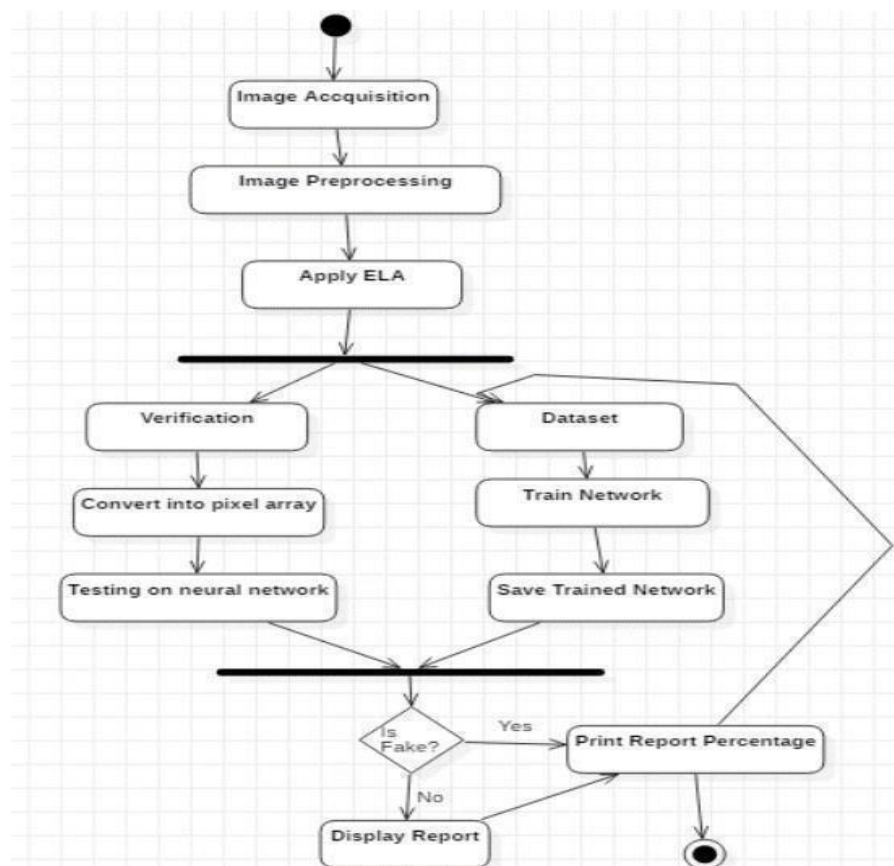 Image Accquisition
Image Preprocessing
Apply ELA
Verification
Dataset
Convert into pixel array
Train Network
Testing on neural network
Save Trained Network
Is
Fake?
Yes
Print Report Percentage
No
Display Report